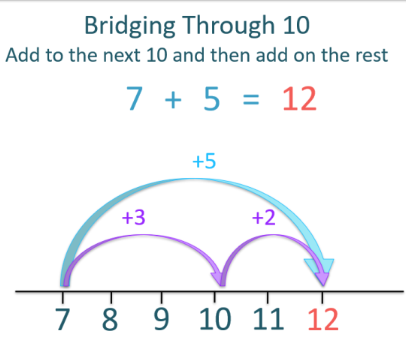 Bridging Through 10
Add to the next 10 and then add on the rest
7 + 5 = 12
+5
+3 +2
7 8 9 10 11 12